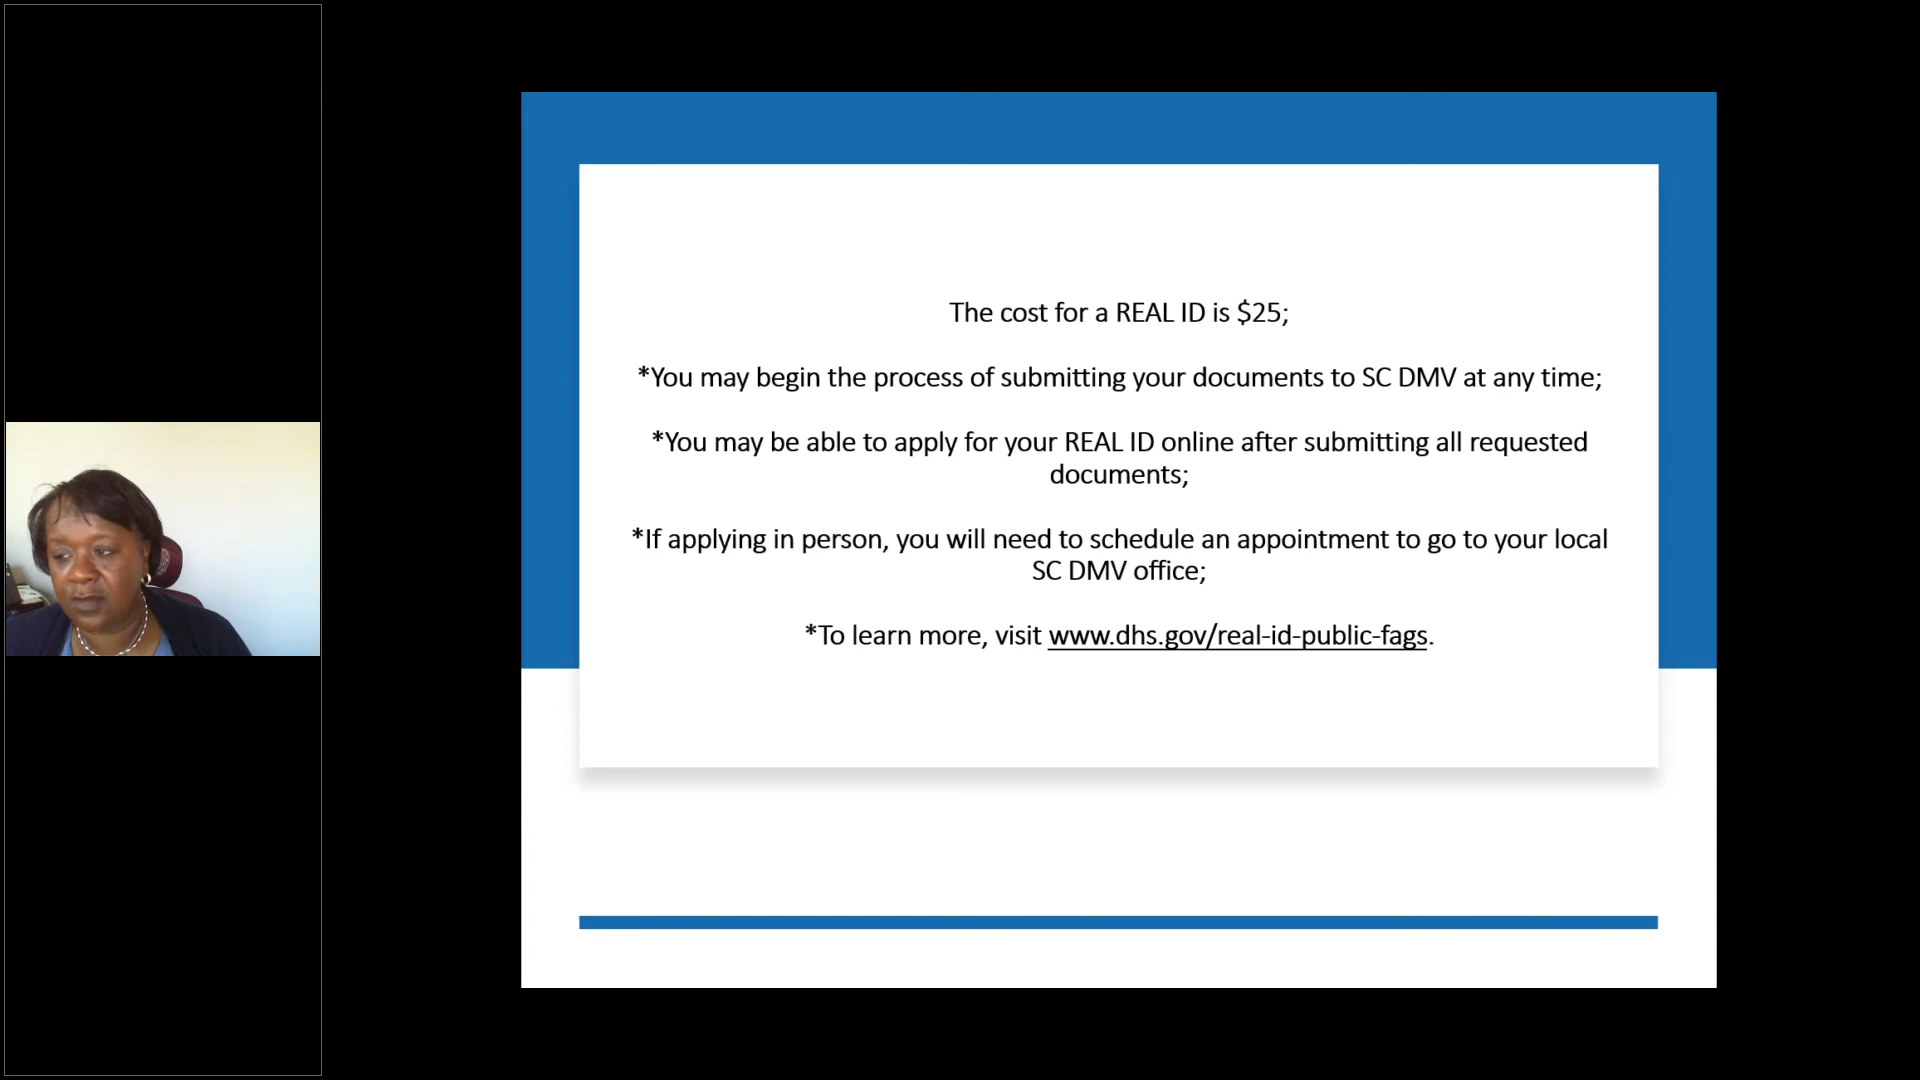 The cost for a REAL ID is $25;
*You may begin the process of submitting your documents to SC DMV at any time;
*You may be able to apply for your REAL ID online after submitting all requested
documents;
*If applying in person, you will need to schedule an appointment to go to your local
SC DMV office;
*To learn more, visit www.dhs.gov/real-id-public-fags.